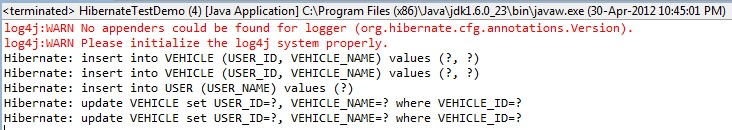 <terminated> HibernateTestDemo (4) [Java Application] C:\Program Files (x86)\Java\jdk1.6.0_23\bin\javaw.exe (30-Apr-2012 10:45:01 PM)
log4j:WARN No appenders could be found for logger (org.hibernate.cfg.annotations.Version).
log4j:WARN Please initialize the log4j system properly.
Hibernate: insert into VEHICLE (USER_ID, VEHICLE_NAME) values (?, ?)
Hibernate: insert into VEHICLE (USER_ID, VEHICLE_NAME) values (?, ?)
Hibernate: insert into USER (USER_NAME) values (?)
Hibernate: update VEHICLE set USER_ID=?, VEHICLE_NAME=? where VEHICLE_ID=?
Hibernate: update VEHICLE set USER_ID=?, VEHICLE_NAME=? where VEHICLE_ID=?